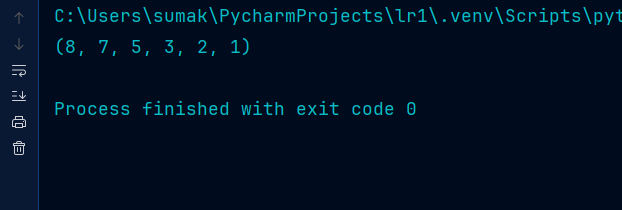 C:\Users\sumak\PycharmProjects\lr1\.venv\Scripts\pyt
(8, 7, 5, 3, 2, 1)
Process finished with exit code 0